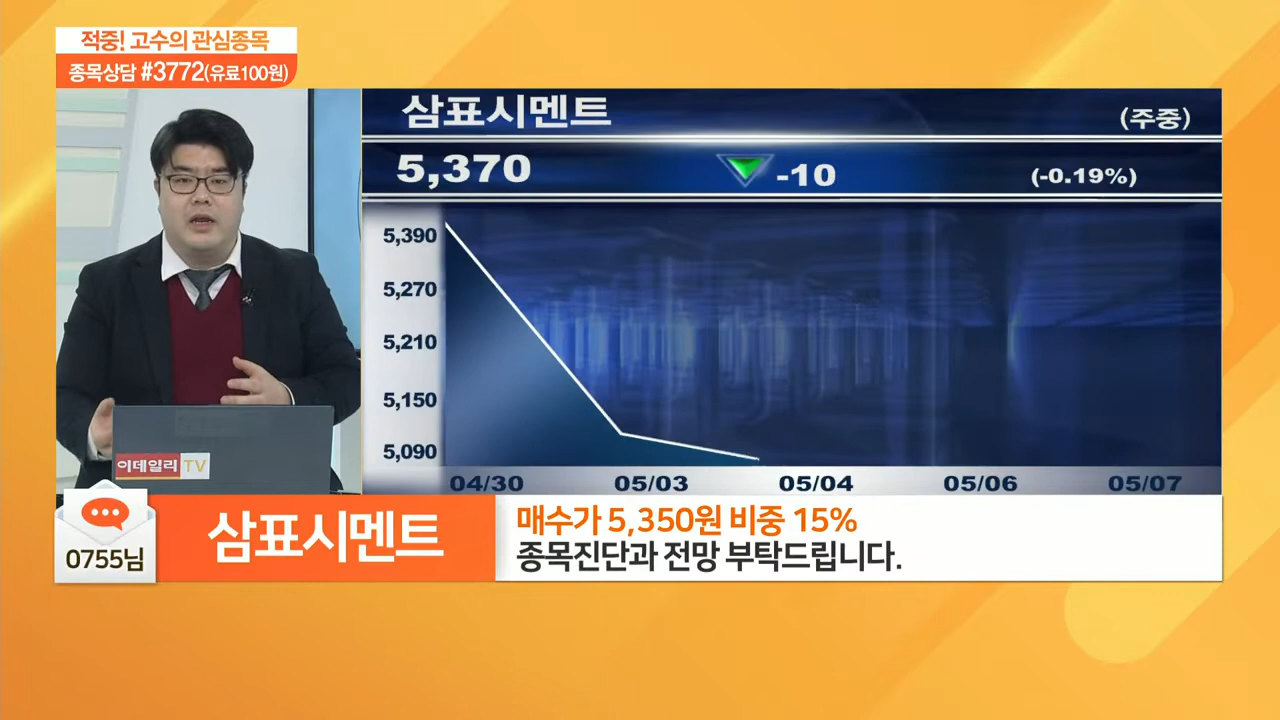 적중! 고수의 관심종목
종목상담 #3772(유료100원)
삼표시멘트
(주중)
5,370
-10
(-0.19%)
5,390
5,270
5,210
5,150
5,090
04/30
05/03
05/04
05/06
05/07
이데일리TV
0755님
삼표시멘트
매수가 5,350원 비중 15%
종목진단과 전망 부탁드립니다.